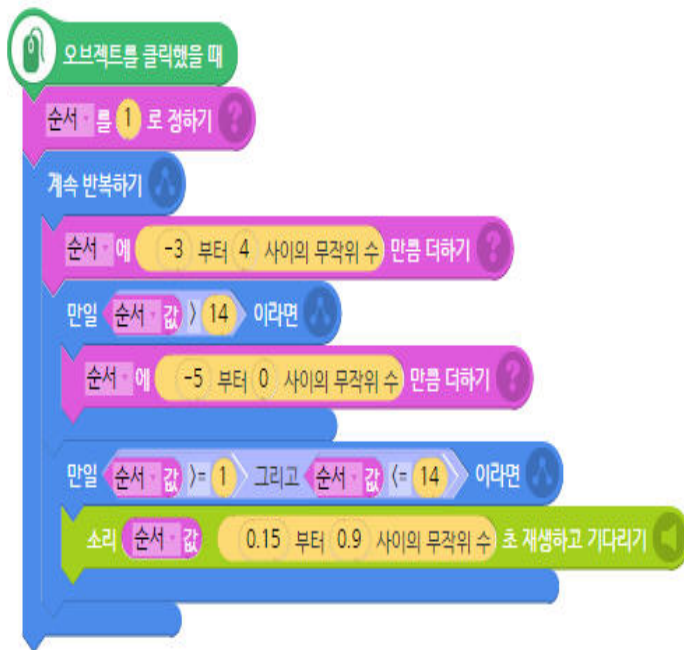 오브젝트를 클릭했을 때
순서 를 1 로 정하기 ?
계속 반복하기
순서 에 -3 부터 4 사이의 무작위 수 만큼 더하기 ?
만일 순서 값 > 14 이라면
순서 에 -5 부터 0 사이의 무작위 수 만큼 더하기 ?
만일 순서 값 >= 1 그리고 순서 값 <= 14 이라면
소리 순서 값 0.15 부터 0.9 사이의 무작위 수 초 재생하고 기다리기